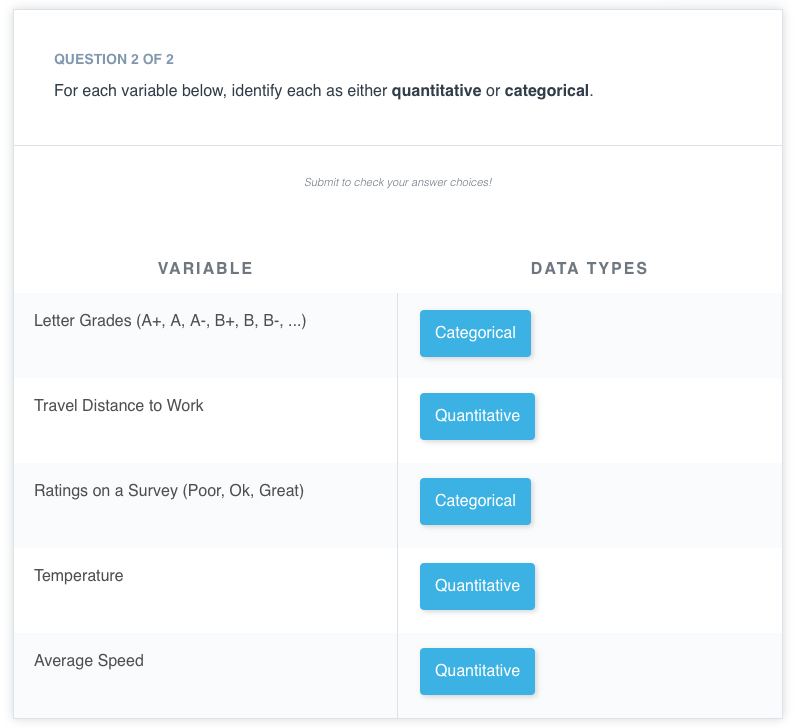 QUESTION 2 OF 2
For each variable below, identify each as either quantitative or categorical.
Submit to check your answer choices!
VARIABLE DATA TYPES
Letter Grades (A+, A, A-, B+, B, B-, ...) Categorical
Travel Distance to Work Quantitative
Ratings on a Survey (Poor, Ok, Great) Categorical
Temperature Quantitative
Average Speed Quantitative